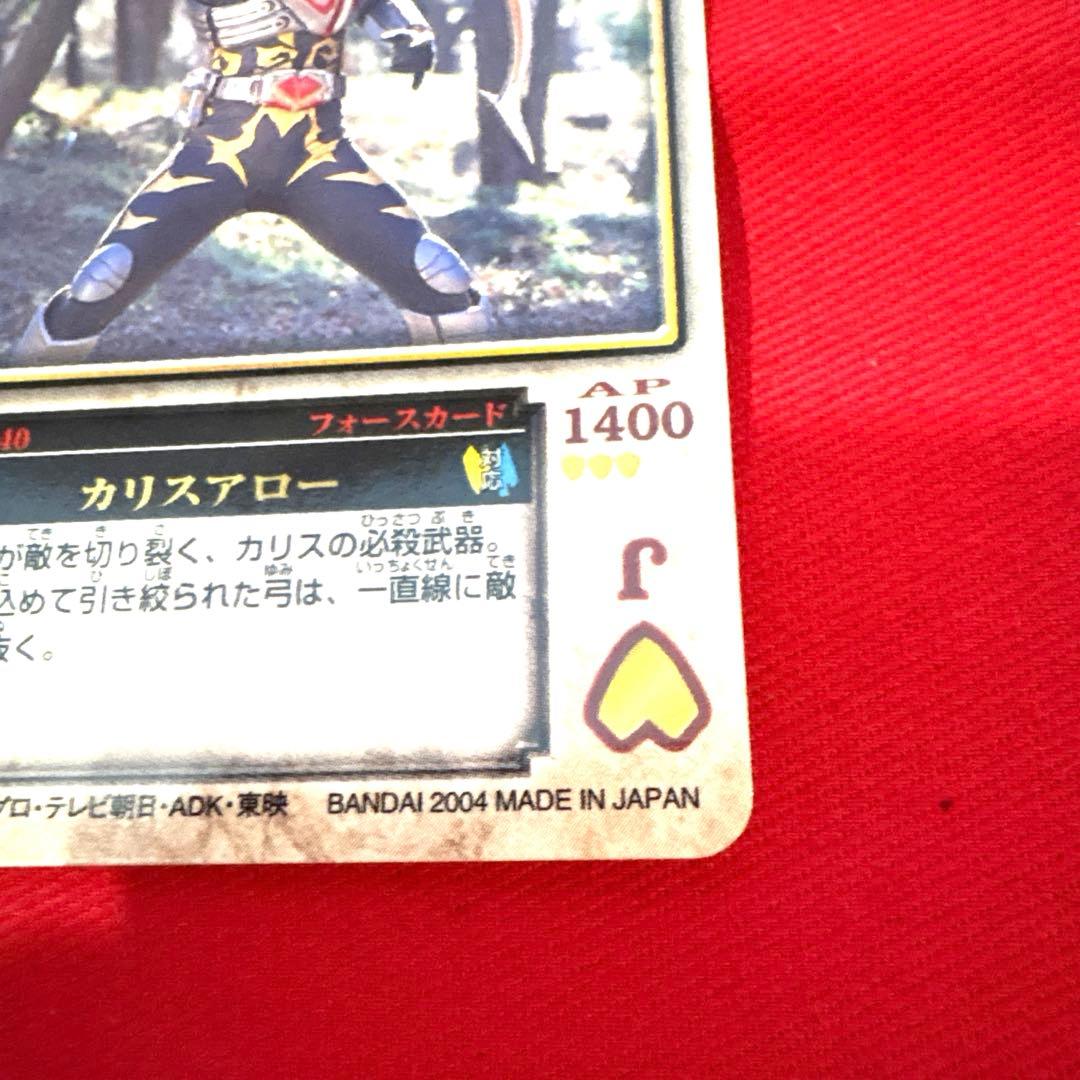 AP
1400
40 フォースカード
カリスアロー 対応
が敵を切り裂く、カリスの必殺武器。
込めて引き絞られた弓は、一直線に敵
抜く。
J
プロ・テレビ朝日・ADK・東映 BANDAI 2004 MADE IN JAPAN